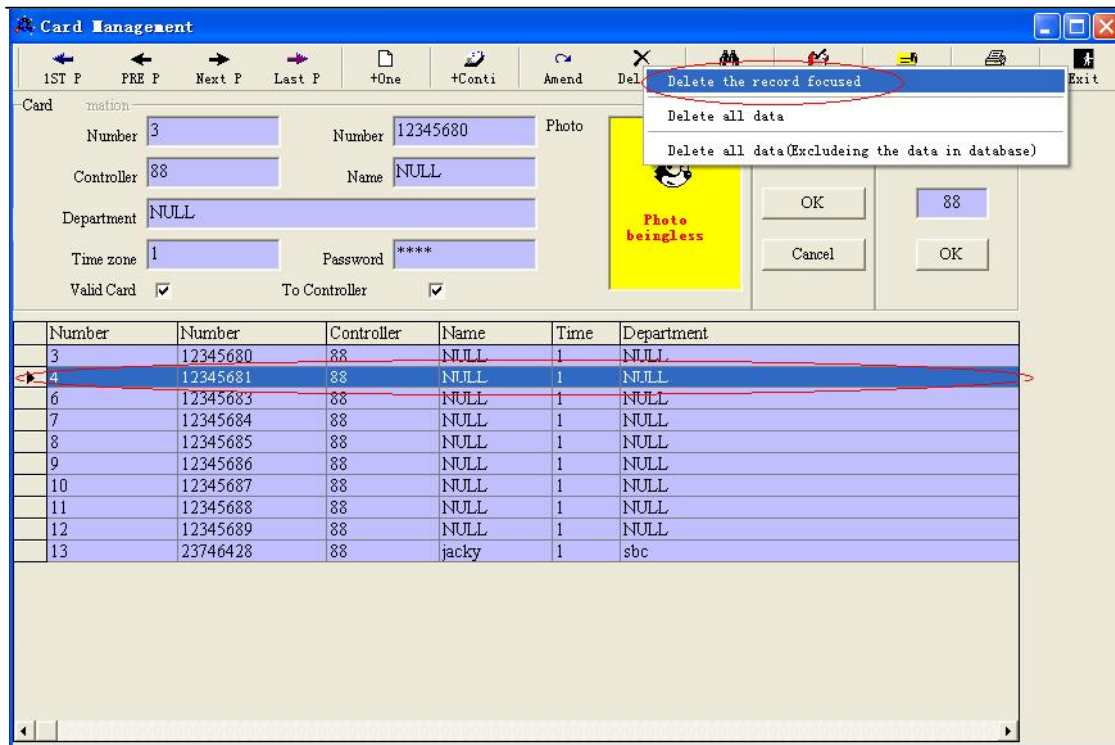 Card Management
1ST P PRE P Next P Last P +One +Conti Amend Del Exit
Delete the record focused
Delete all data
Delete all data(Excludeing the data in database)
Card mation
Number 3 Number 12345680 Photo
Controller 88 Name NULL
Department NULL
Time zone 1 Password ****
Valid Card To Controller
Photo
beingless
OK 88
Cancel OK
Number Number Controller Name Time Department
3 12345680 88 NULL 1 NULL
4 12345681 88 NULL 1 NULL
6 12345683 88 NULL 1 NULL
7 12345684 88 NULL 1 NULL
8 12345685 88 NULL 1 NULL
9 12345686 88 NULL 1 NULL
10 12345687 88 NULL 1 NULL
11 12345688 88 NULL 1 NULL
12 12345689 88 NULL 1 NULL
13 23746428 88 jacky 1 sbc